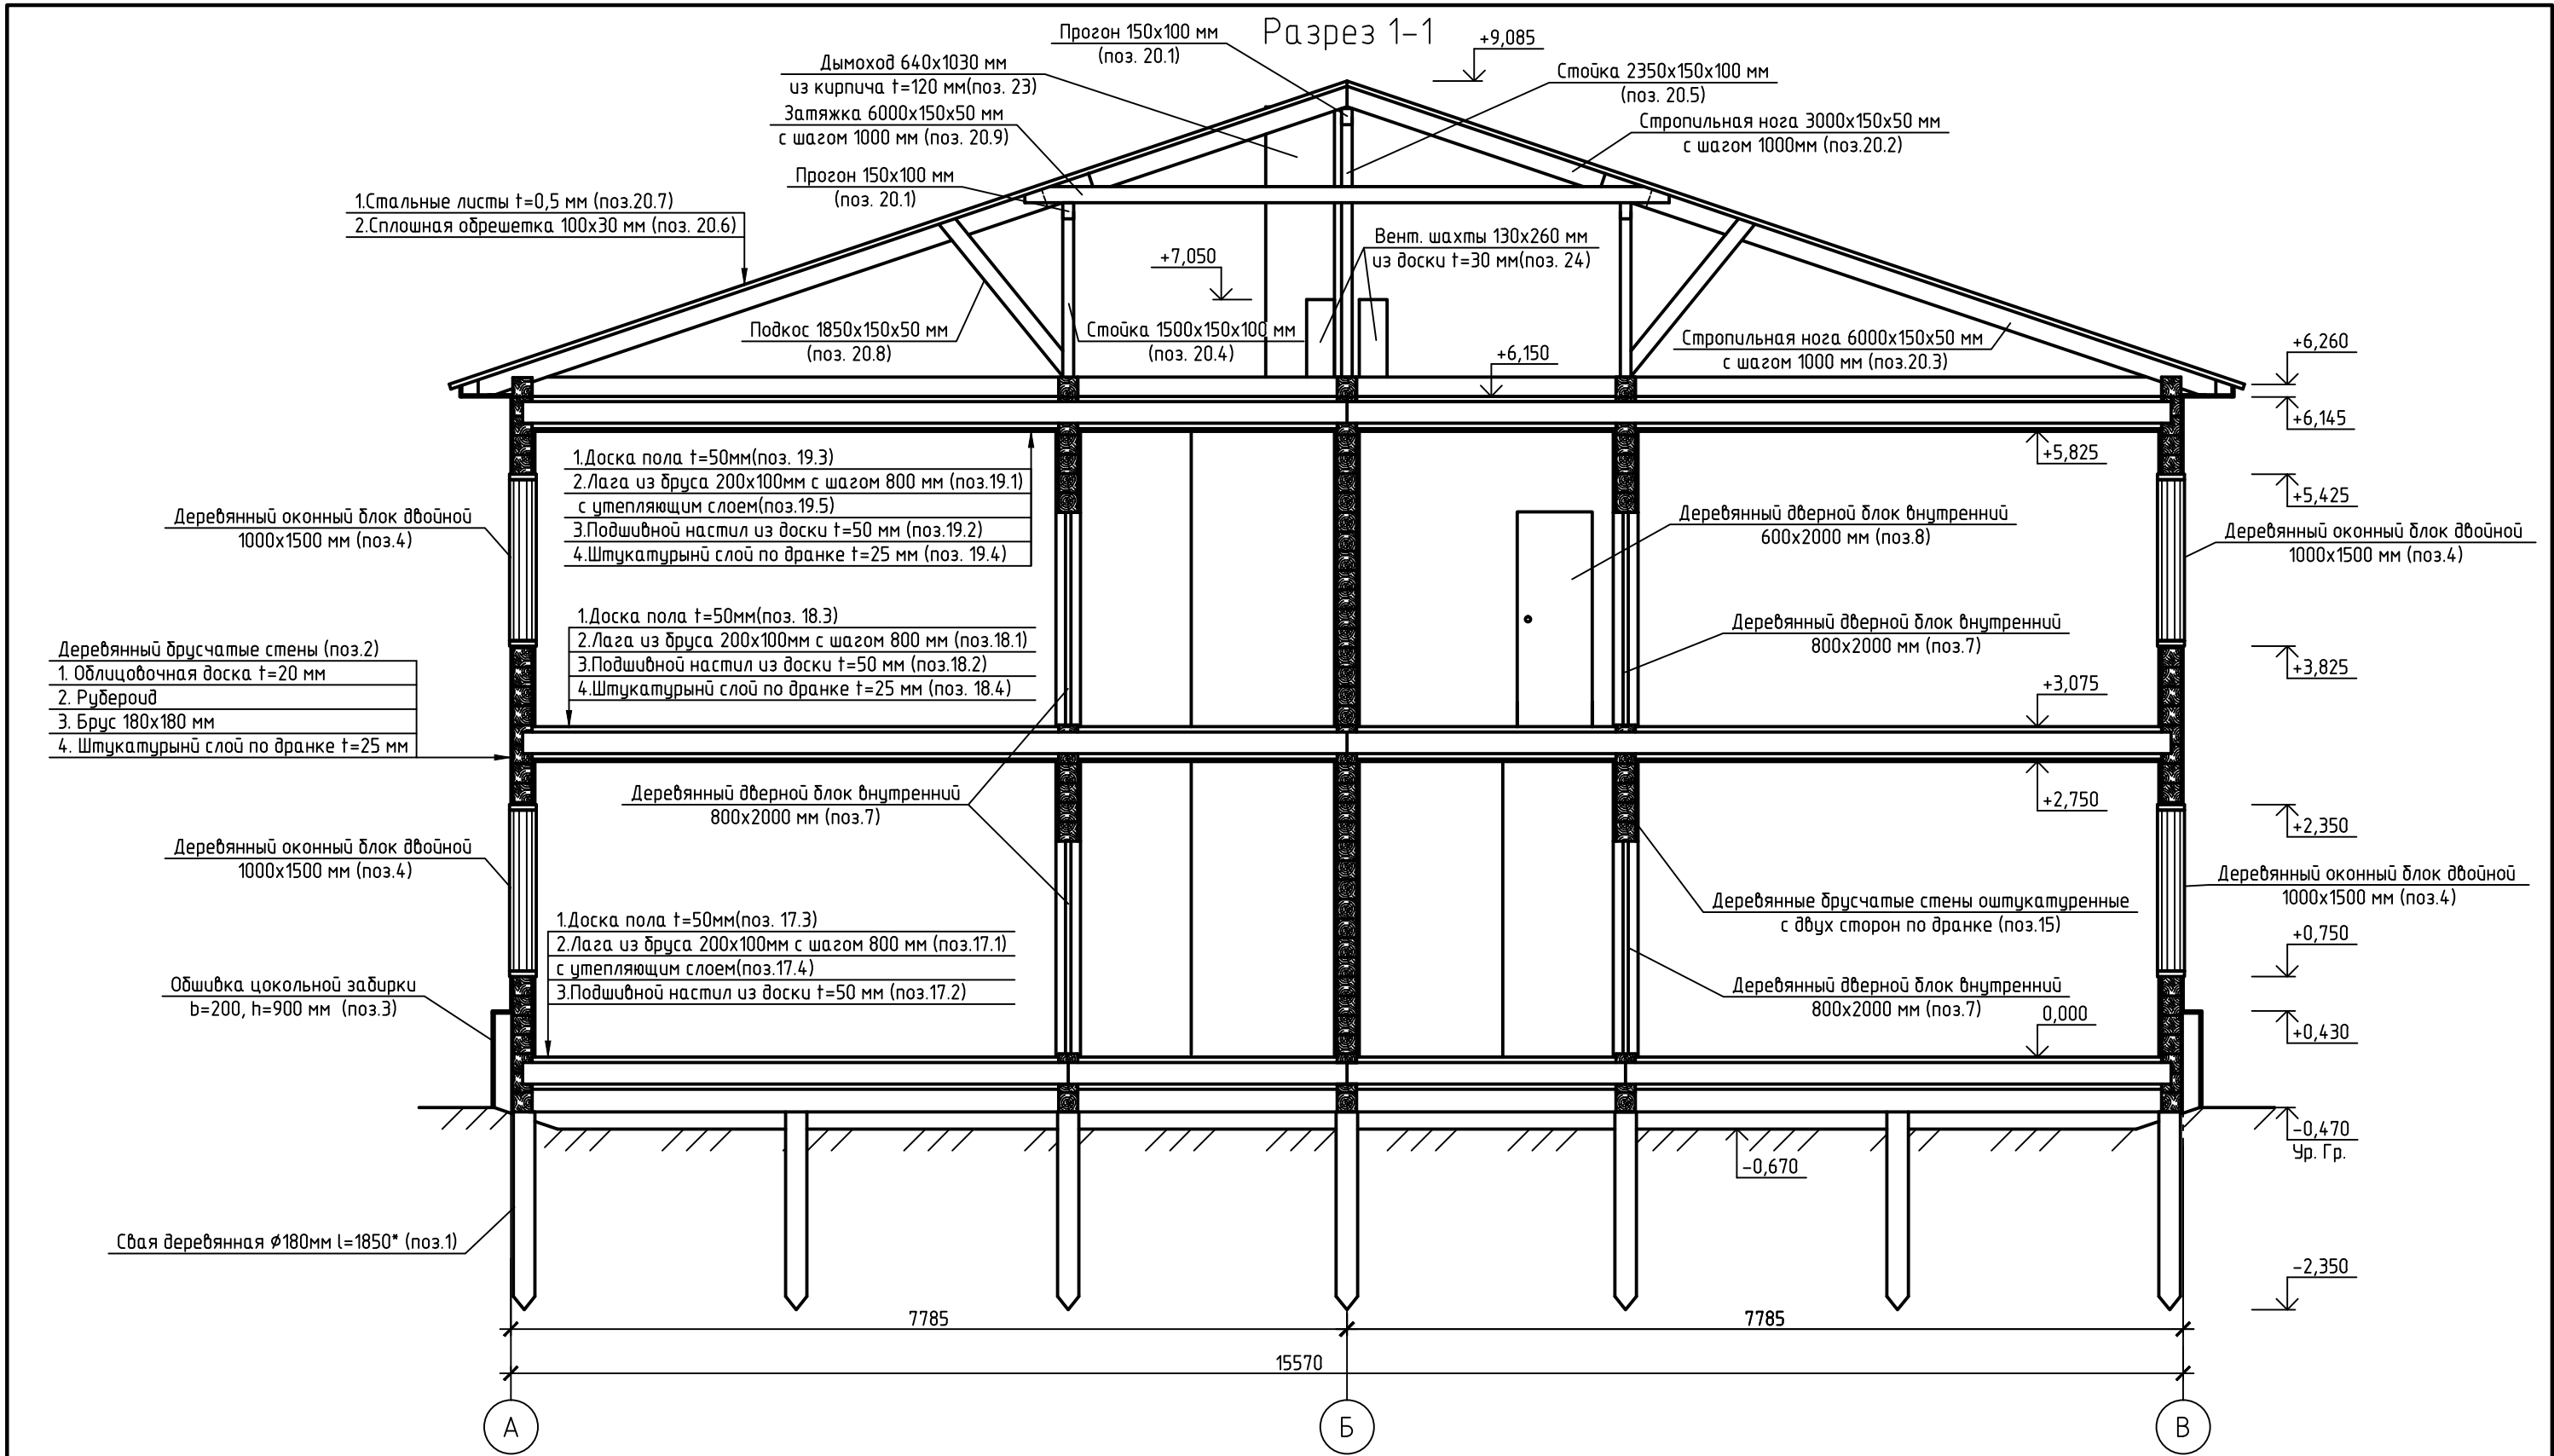 Разрез 1-1
Прогон 150х100 мм
(поз. 20.1)
+9,085
Дымоход 640х1030 мм
из кирпича t=120 мм(поз. 23)
Стойка 2350х150х100 мм
(поз. 20.5)
Затяжка 6000х150х50 мм
с шагом 1000 мм (поз. 20.9)
Стропильная нога 3000х150х50 мм
с шагом 1000мм (поз.20.2)
Прогон 150х100 мм
(поз. 20.1)
1.Стальные листы t=0,5 мм (поз.20.7)
2.Сплошная обрешетка 100х30 мм (поз. 20.6)
+7,050
Вент. шахты 130х260 мм
из доски t=30 мм(поз. 24)
Подкос 1850х150х50 мм
(поз. 20.8)
Стойка 1500х150х100 мм
(поз. 20.4)
Стропильная нога 6000х150х50 мм
с шагом 1000 мм (поз.20.3)
+6,150
+6,260
+6,145
+5,825
1.Доска пола t=50мм(поз. 19.3)
2.Лага из бруса 200х100мм с шагом 800 мм (поз.19.1)
с утепляющим слоем(поз.19.5)
3.Подшивной настил из доски t=50 мм (поз.19.2)
4.Штукатурынй слой по дранке t=25 мм (поз. 19.4)
+5,425
Деревянный оконный блок двойной
1000х1500 мм (поз.4)
Деревянный дверной блок внутренний
600х2000 мм (поз.8)
Деревянный оконный блок двойной
1000х1500 мм (поз.4)
1.Доска пола t=50мм(поз. 18.3)
2.Лага из бруса 200х100мм с шагом 800 мм (поз.18.1)
3.Подшивной настил из доски t=50 мм (поз.18.2)
4.Штукатурынй слой по дранке t=25 мм (поз. 18.4)
Деревянный дверной блок внутренний
800х2000 мм (поз.7)
+3,825
Деревянный брусчатые стены (поз.2)
1. Облицовочная доска t=20 мм
2. Рубероид
3. Брус 180х180 мм
4. Штукатурынй слой по дранке t=25 мм
+3,075
Деревянный дверной блок внутренний
800х2000 мм (поз.7)
+2,750
+2,350
Деревянный оконный блок двойной
1000х1500 мм (поз.4)
Деревянный оконный блок двойной
1000х1500 мм (поз.4)
Деревянные брусчатые стены оштукатуренные
с двух сторон по дранке (поз.15)
1.Доска пола t=50мм(поз. 17.3)
2.Лага из бруса 200х100мм с шагом 800 мм (поз.17.1)
с утепляющим слоем(поз.17.4)
3.Подшивной настил из доски t=50 мм (поз.17.2)
+0,750
Обшивка цокольной забирки
b=200, h=900 мм (поз.3)
Деревянный дверной блок внутренний
800х2000 мм (поз.7)
0,000
+0,430
-0,470
Ур. Гр.
-0,670
Свая деревянная Ø180мм l=1850* (поз.1)
-2,350
7785
7785
15570
А
Б
В